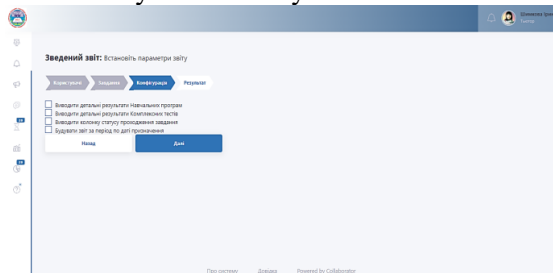 Зведений звіт: Встановіть параметри звіту
Користувачі Завдання Конфігурація Результат
Виводити детальні результати Навчальних програм
Виводити детальні результати Комплексних тестів
Виводити колонку статусу проходження завдання
Будувати звіт за період по даті призначення
Назад Далі
Про систему Довідка Powered by Collaborator